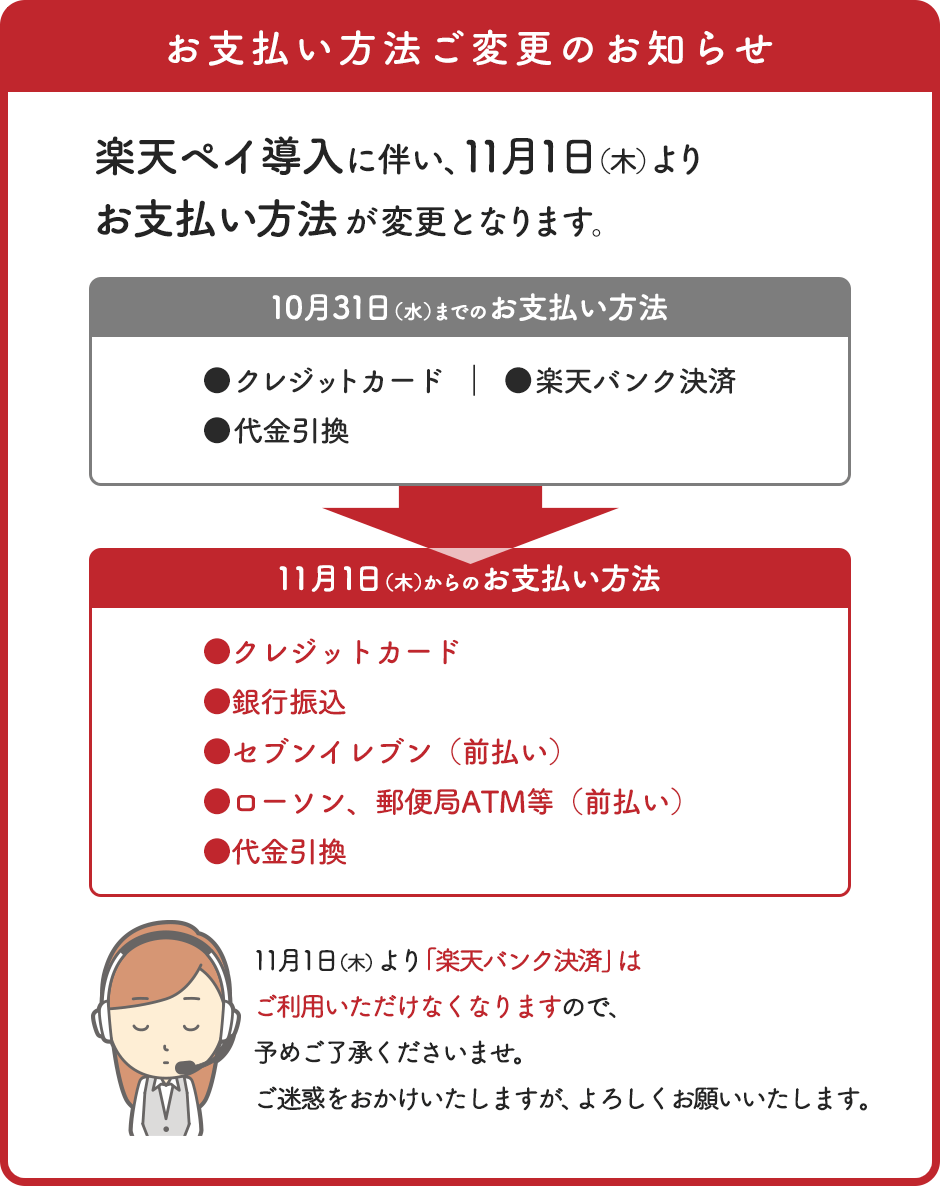 お支払い方法ご変更のお知らせ
楽天ペイ導入に伴い、11月1日（木）より
お支払い方法が変更となります。
10月31日（水）までのお支払い方法
●クレジットカード ｜ ●楽天バンク決済
●代金引換
11月1日（木）からのお支払い方法
●クレジットカード
●銀行振込
●セブンイレブン（前払い）
●ローソン、郵便局ATM等（前払い）
●代金引換
11月1日（木）より「楽天バンク決済」は
ご利用いただけなくなりますので、
予めご了承くださいませ。
ご迷惑をおかけいたしますが、よろしくお願いいたします。